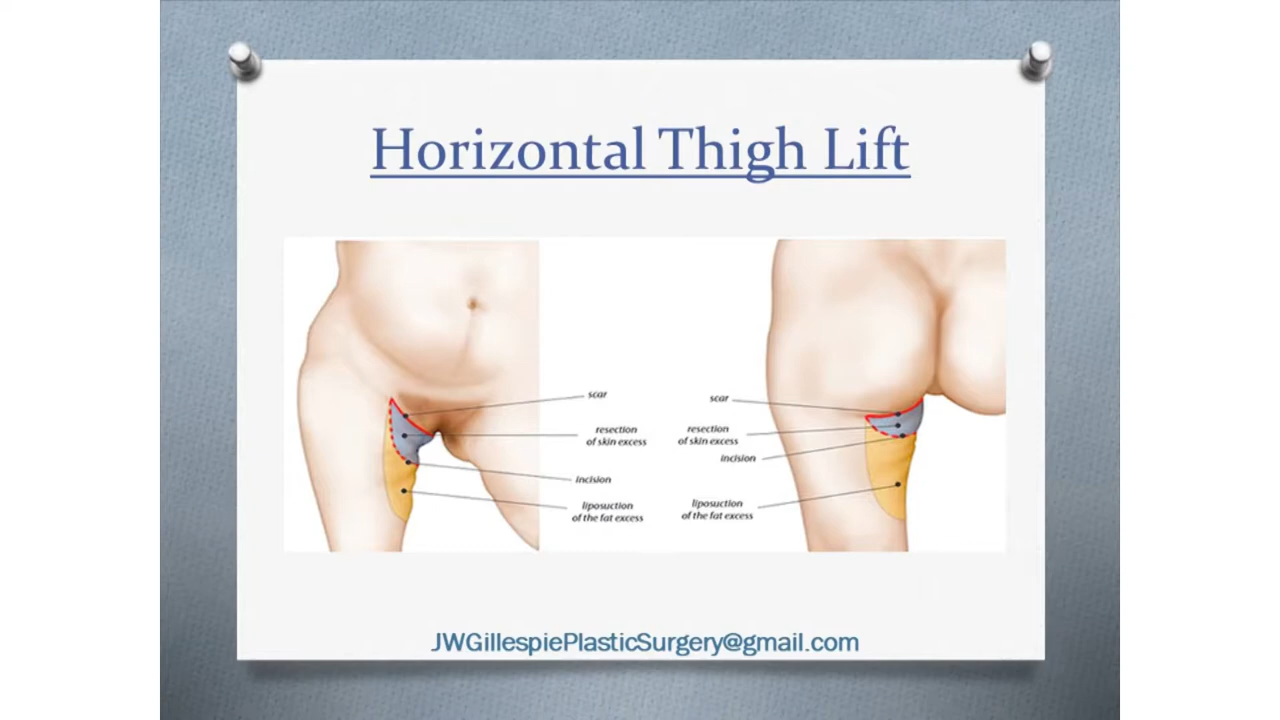 Horizontal Thigh Lift
scar
resection
of skin excess
incision
liposuction
of the fat excess
scar
resection
of skin excess
incision
liposuction
of the fat excess
JWGillespiePlasticSurgery@gmail.com